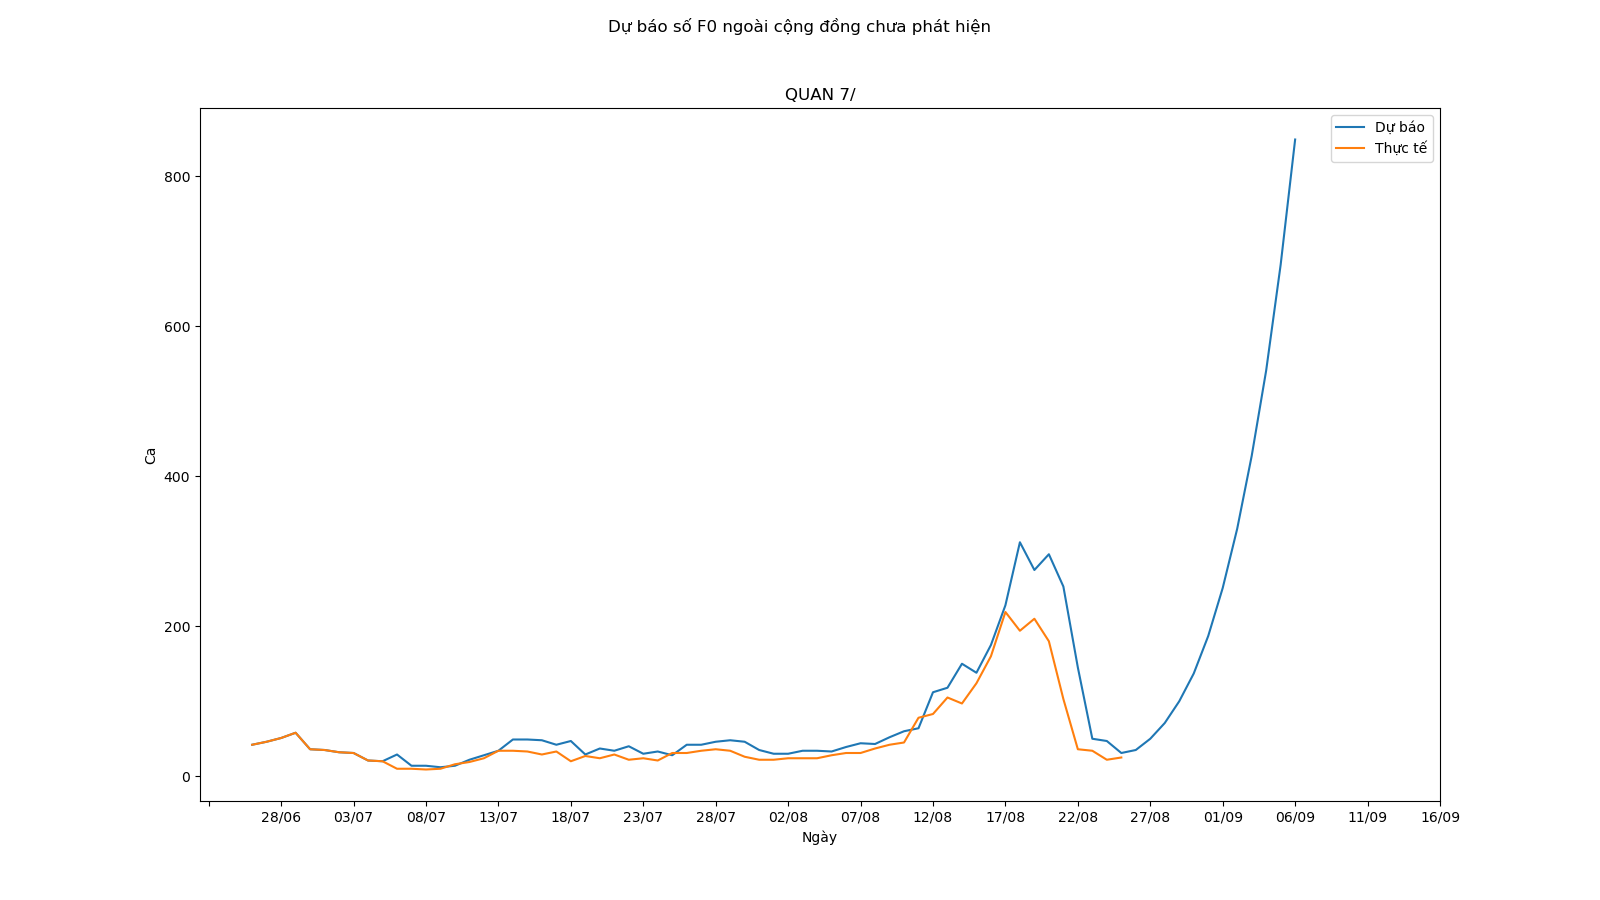 Dự báo số F0 ngoài cộng đồng chưa phát hiện
QUAN 7/
Dự báo
Thực tế
800
600
400
200
0
Ca
28/06 03/07 08/07 13/07 18/07 23/07 28/07 02/08 07/08 12/08 17/08 22/08 27/08 01/09 06/09 11/09 16/09
Ngày